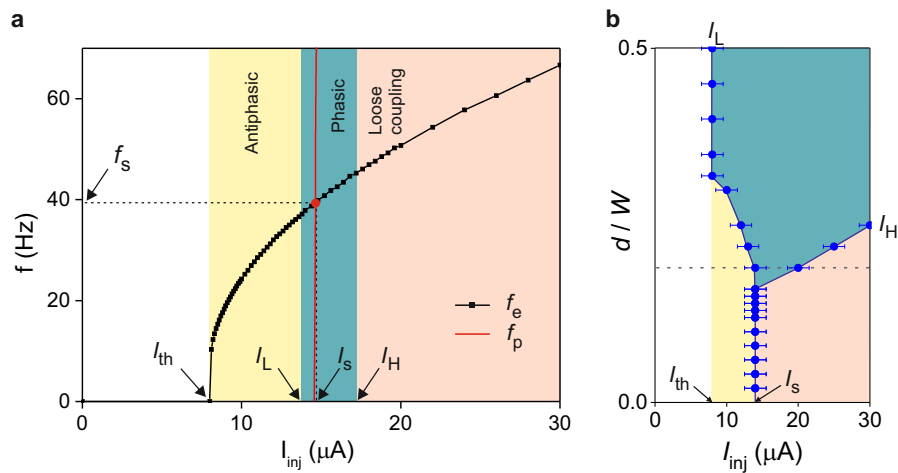 a
f (Hz)
60
40
20
0
f_s
Antiphasic
Phasic
Loose
coupling
f_e
f_p
I_th
I_L
I_s
I_H
0
10
20
30
I_inj (μA)
b
I_L
0.5
d / W
0.0
I_H
I_th
I_s
0
10
20
30
I_inj (μA)